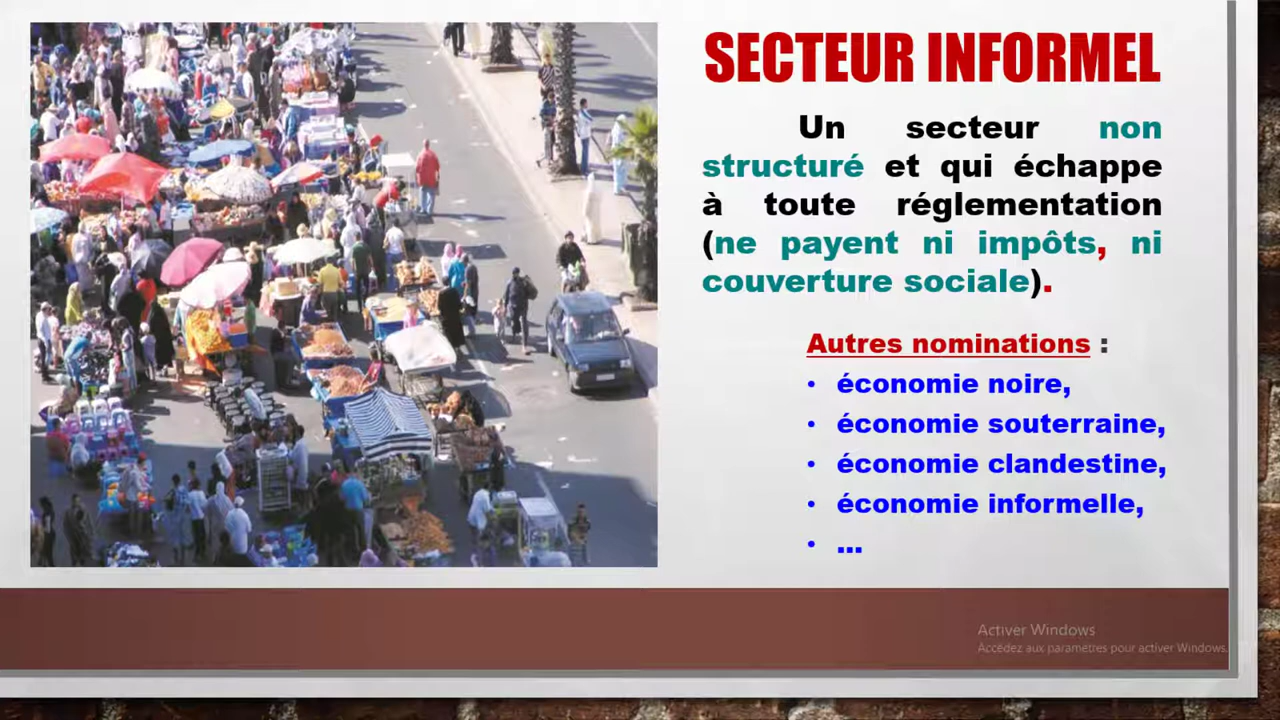 SECTEUR INFORMEL
Un secteur non
structuré et qui échappe
à toute réglementation
(ne payent ni impôts, ni
couverture sociale).
Autres nominations :
• économie noire,
• économie souterraine,
• économie clandestine,
• économie informelle,
• ...
Activer Windows
Accédez aux paramètres pour activer Windows.